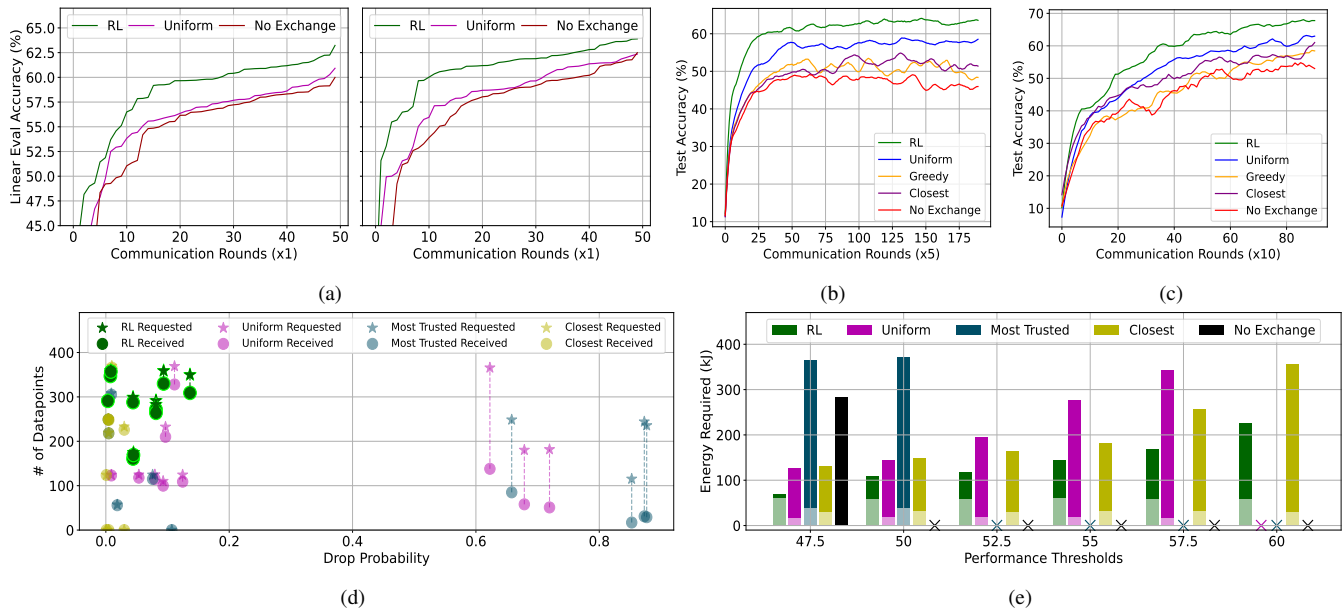 RL Uniform No Exchange
65.0
62.5
60.0
57.5
55.0
52.5
50.0
47.5
45.0
Linear Eval Accuracy (%)
0 10 20 30 40 50
Communication Rounds (x1)
RL Uniform No Exchange
0 10 20 30 40 50
Communication Rounds (x1)
(a)
60
50
40
30
20
10
Test Accuracy (%)
RL
Uniform
Greedy
Closest
No Exchange
0 25 50 75 100 125 150 175
Communication Rounds (x5)
(b)
70
60
50
40
30
20
10
Test Accuracy (%)
RL
Uniform
Greedy
Closest
No Exchange
0 20 40 60 80
Communication Rounds (x10)
(c)
RL Requested Uniform Requested Most Trusted Requested Closest Requested
RL Received Uniform Received Most Trusted Received Closest Received
400
300
200
100
0
# of Datapoints
0.0 0.2 0.4 0.6 0.8
Drop Probability
(d)
RL Uniform Most Trusted Closest No Exchange
400
300
200
100
0
Energy Required (kJ)
47.5 50 52.5 55 57.5 60
Performance Thresholds
(e)